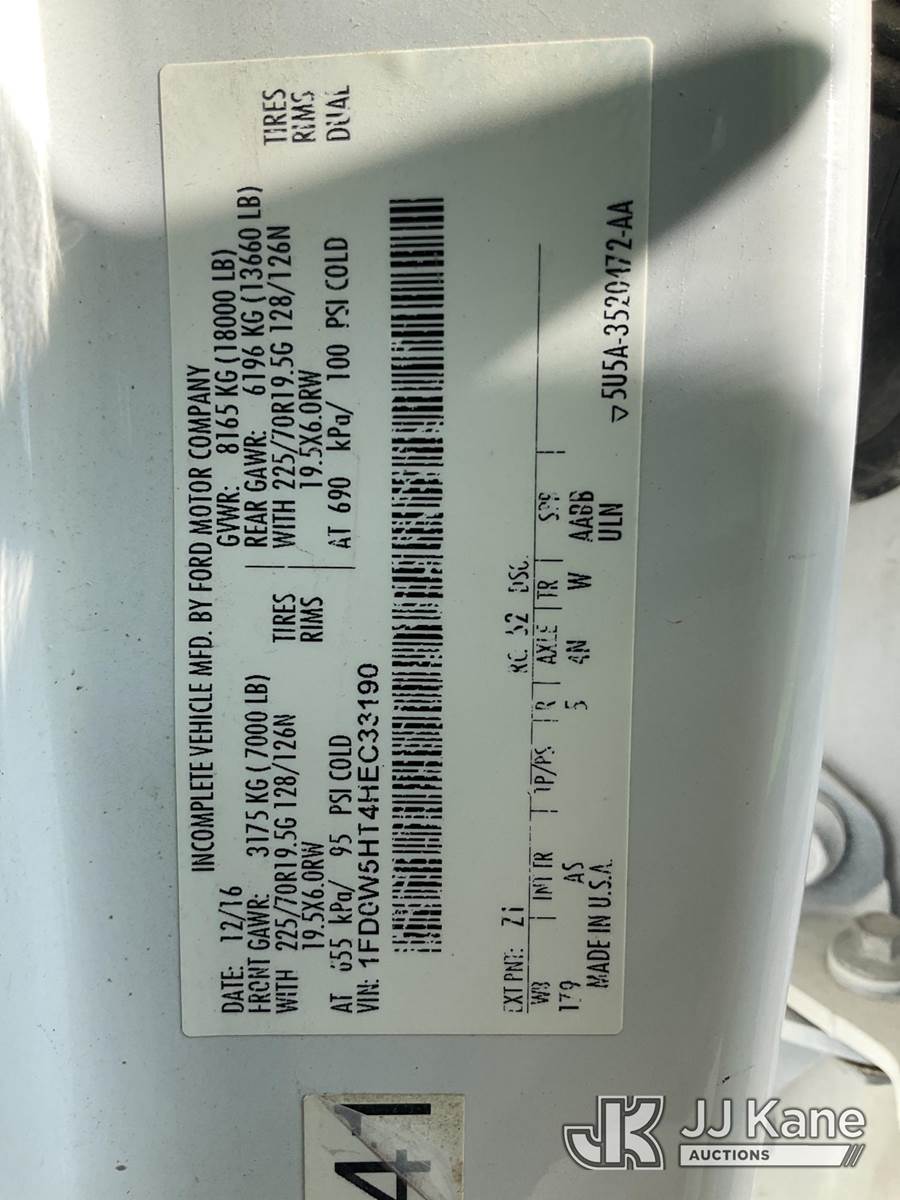 INCOMPLETE VEHICLE MFD. BY FORD MOTOR COMPANY
DATE: 12/16 GVWR: 8165 KG (18000 LB)
FRONT GAWR: 3175 KG (7000 LB) REAR GAWR: 6196 KG (13660 LB)
WITH 225/70R19.5G 128/126N TIRES WITH 225/70R19.5G 128/126N TIRES
19.5X6.0RW RIMS 19.5X6.0RW RIMS
AT 655 kPa/ 95 PSI COLD AT 690 kPa/ 100 PSI COLD DUAL
VIN: 1FDGW5HT4HEC33190
EXT PNT: Z1 RC: 52 DSO:
WB INT TR TP/PS R AXLE TR SPR
179 AS 5 4N W AABB
MADE IN U.S.A. ULN
▽5U5A-3520472-AA
41
JK JJ Kane
AUCTIONS